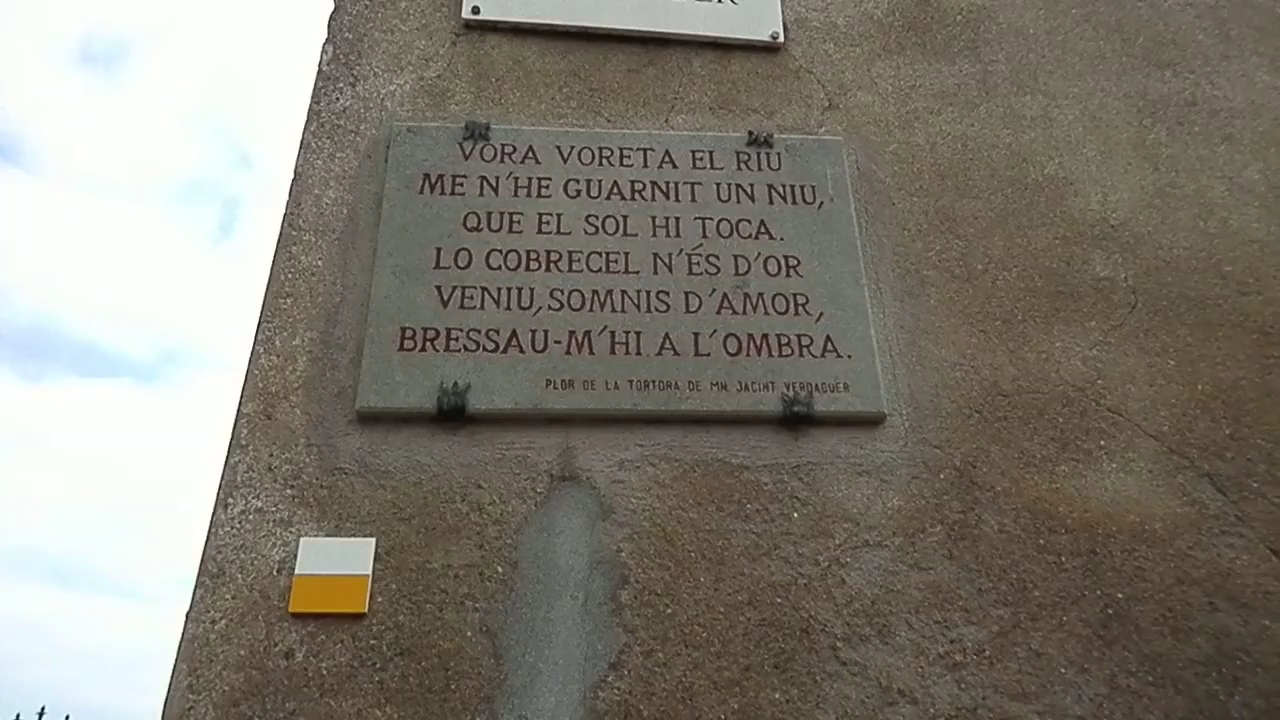 VORA VORETA EL RIU
ME N'HE GUARNIT UN NIU,
QUE EL SOL HI TOCA.
LO COBRECEL N'ÉS D'OR
VENIU, SOMNIS D'AMOR,
BRESSAU-M'HI A L'OMBRA.
PLOR DE LA TORTORA DE MN. JACINT VERDAGUER